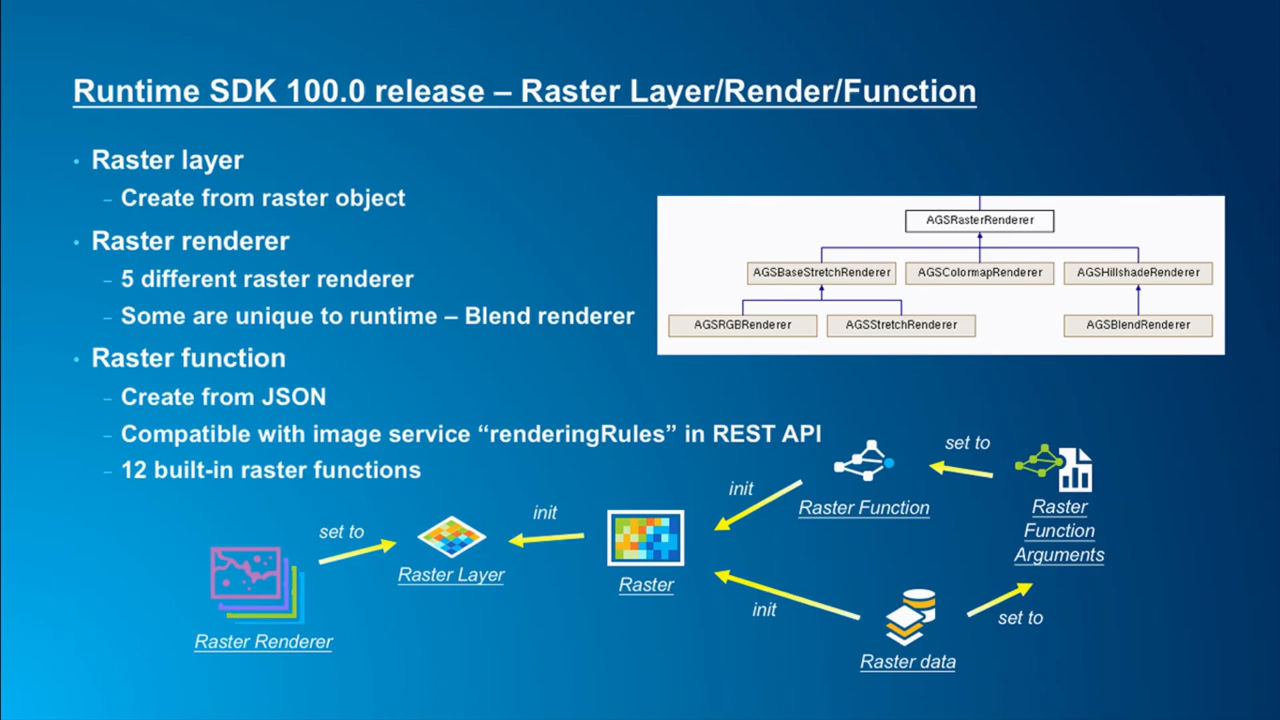 Runtime SDK 100.0 release – Raster Layer/Render/Function
• Raster layer
– Create from raster object
• Raster renderer
– 5 different raster renderer
– Some are unique to runtime – Blend renderer
• Raster function
– Create from JSON
– Compatible with image service “renderingRules” in REST API
– 12 built-in raster functions
AGSRasterRenderer
AGSBaseStretchRenderer
AGSColormapRenderer
AGSHillshadeRenderer
AGSRGBRenderer
AGSStretchRenderer
AGSBlendRenderer
set to
init
init
set to
Raster Function
Raster
Function
Arguments
set to
Raster Layer
Raster
init
Raster Renderer
Raster data